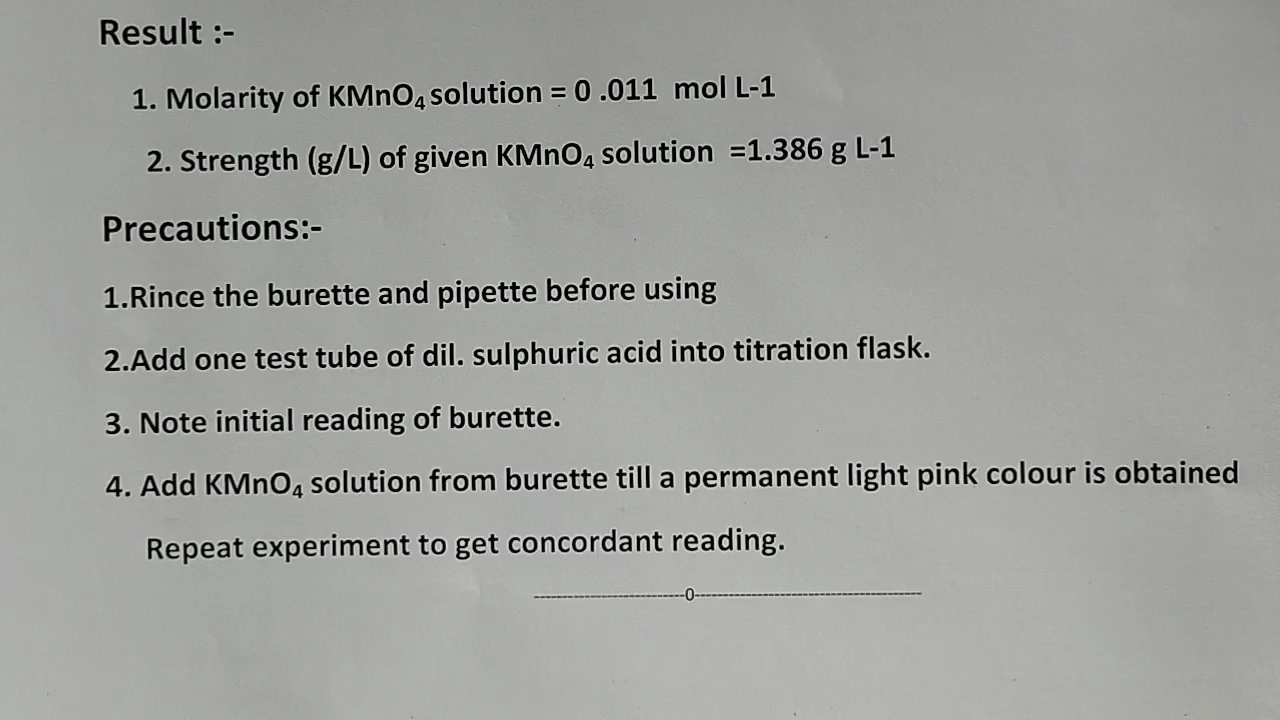 Result :-
1. Molarity of KMnO₄ solution = 0 .011 mol L-1
2. Strength (g/L) of given KMnO₄ solution =1.386 g L-1
Precautions:-
1.Rince the burette and pipette before using
2.Add one test tube of dil. sulphuric acid into titration flask.
3. Note initial reading of burette.
4. Add KMnO₄ solution from burette till a permanent light pink colour is obtained
Repeat experiment to get concordant reading.
------------------------------0---------------------------------------------